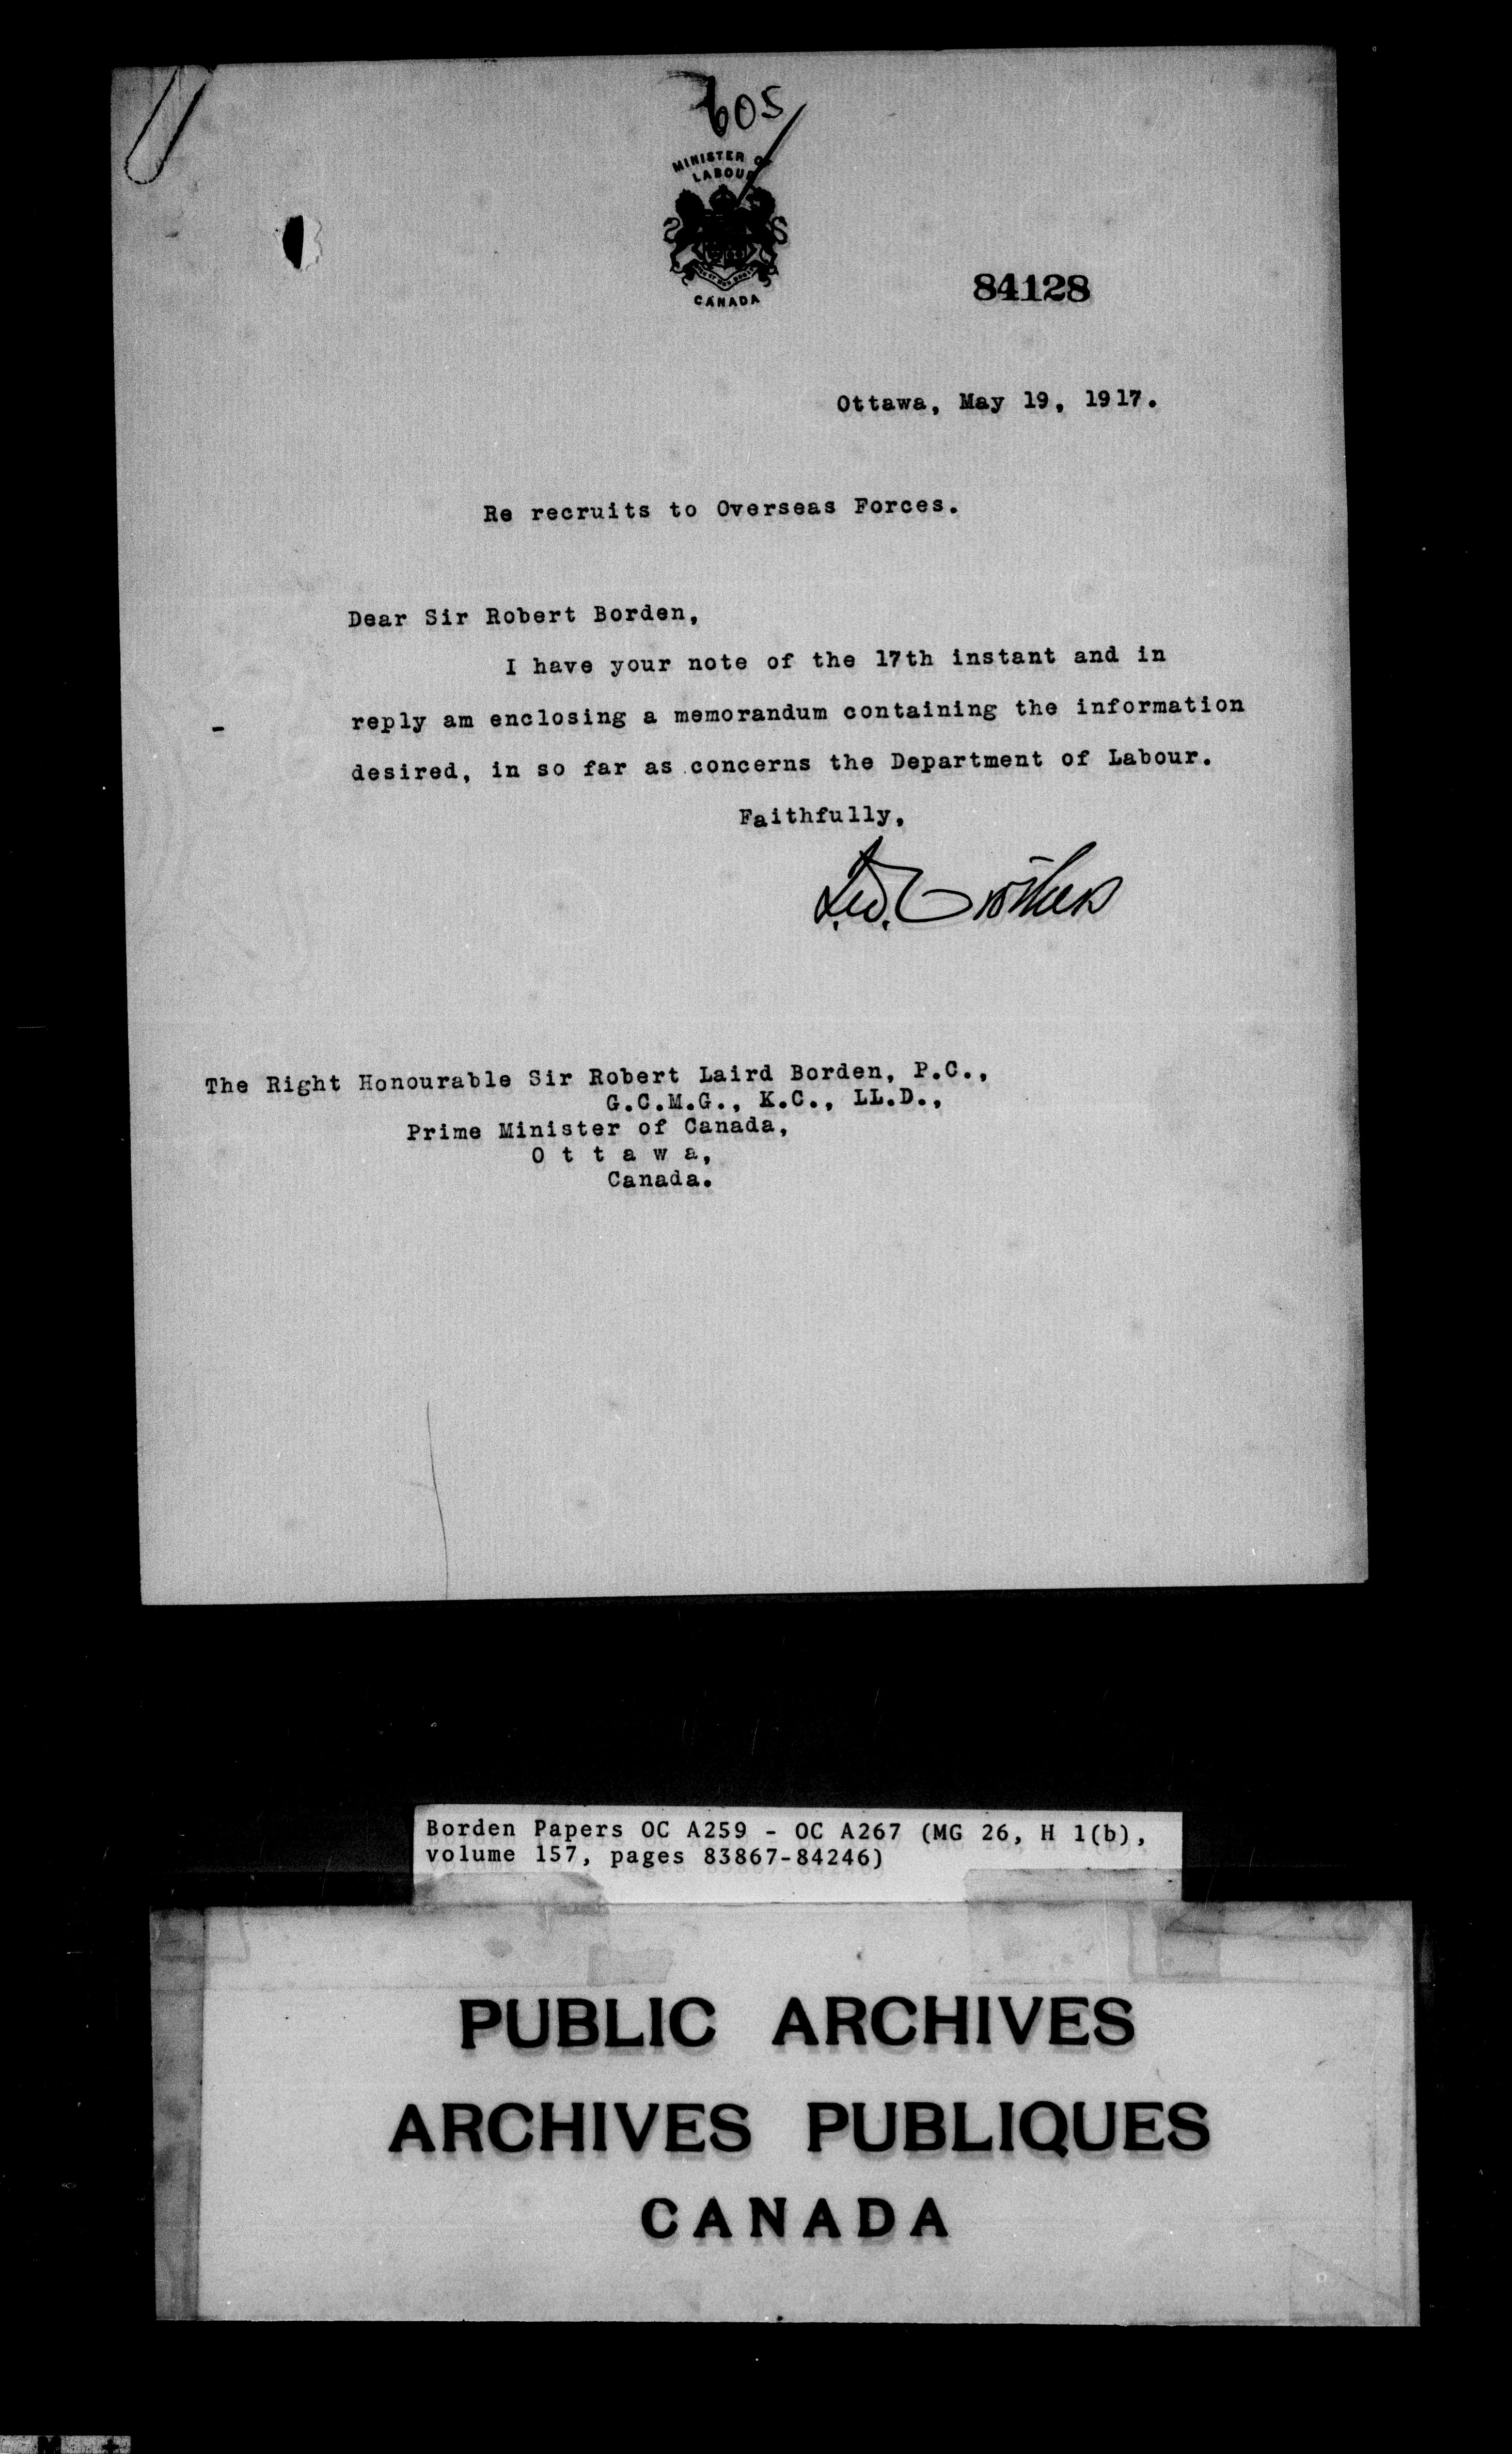 605
MINISTER OF
LABOUR
CANADA
84128
Ottawa, May 19, 1917.
Re recruits to Overseas Forces.
Dear Sir Robert Borden,
I have your note of the 17th instant and in
reply am enclosing a memorandum containing the information
desired, in so far as concerns the Department of Labour.
Faithfully,
T.W. Crothers
The Right Honourable Sir Robert Laird Borden, P.C.,
G.C.M.G., K.C., LL.D.,
Prime Minister of Canada,
O t t a w a,
Canada.
Borden Papers OC A259 - OC A267 (MG 26, H 1(b),
volume 157, pages 83867-84246)
PUBLIC ARCHIVES
ARCHIVES PUBLIQUES
CANADA